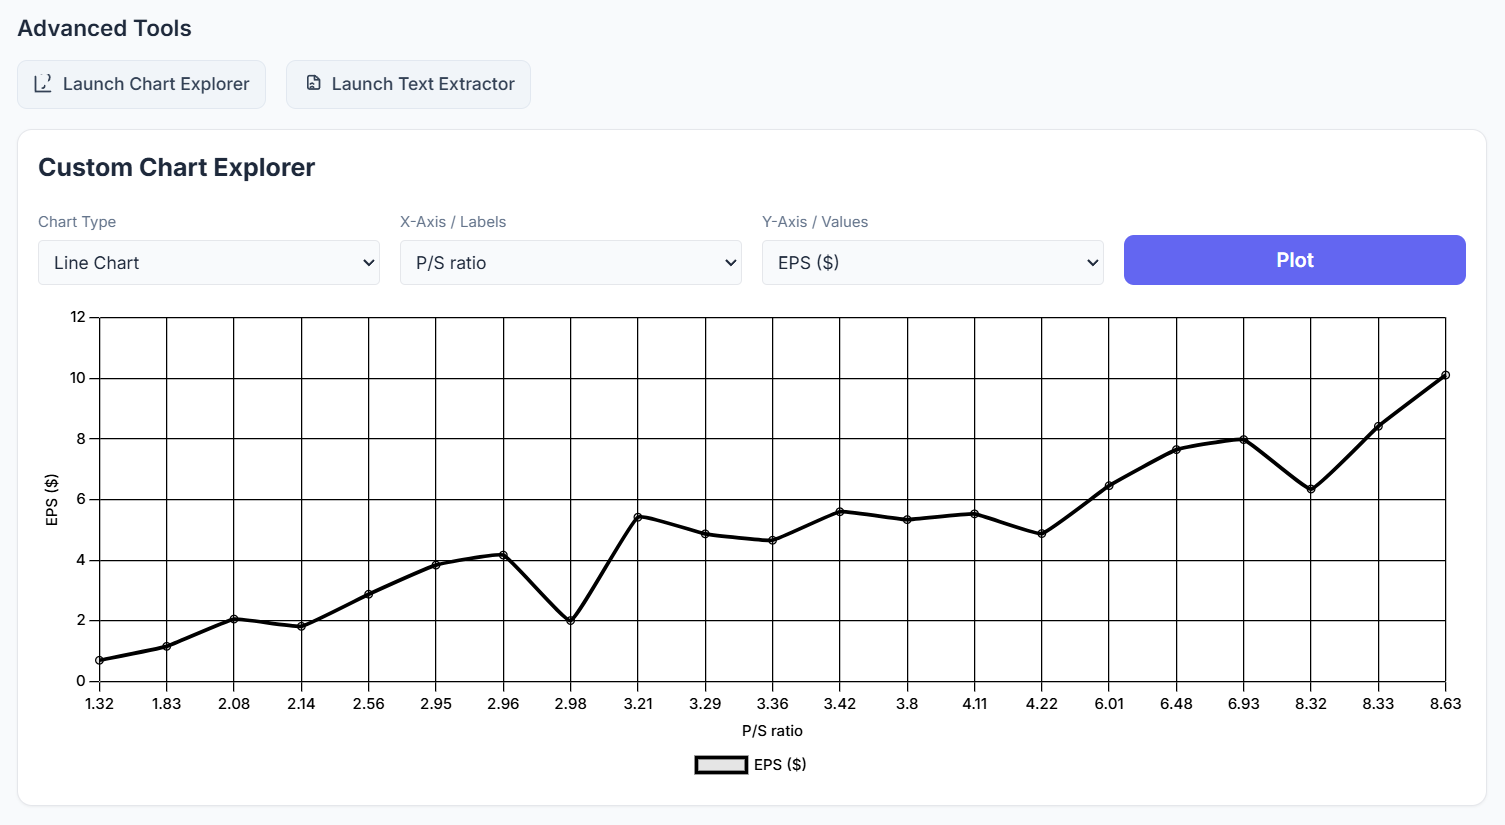 Advanced Tools
Launch Chart Explorer
Launch Text Extractor
Custom Chart Explorer
Chart Type
X-Axis / Labels
Y-Axis / Values
Line Chart
P/S ratio
EPS ($)
Plot
12
10
8
6
4
2
0
EPS ($)
1.32 1.83 2.08 2.14 2.56 2.95 2.96 2.98 3.21 3.29 3.36 3.42 3.8 4.11 4.22 6.01 6.48 6.93 8.32 8.33 8.63
P/S ratio
EPS ($)